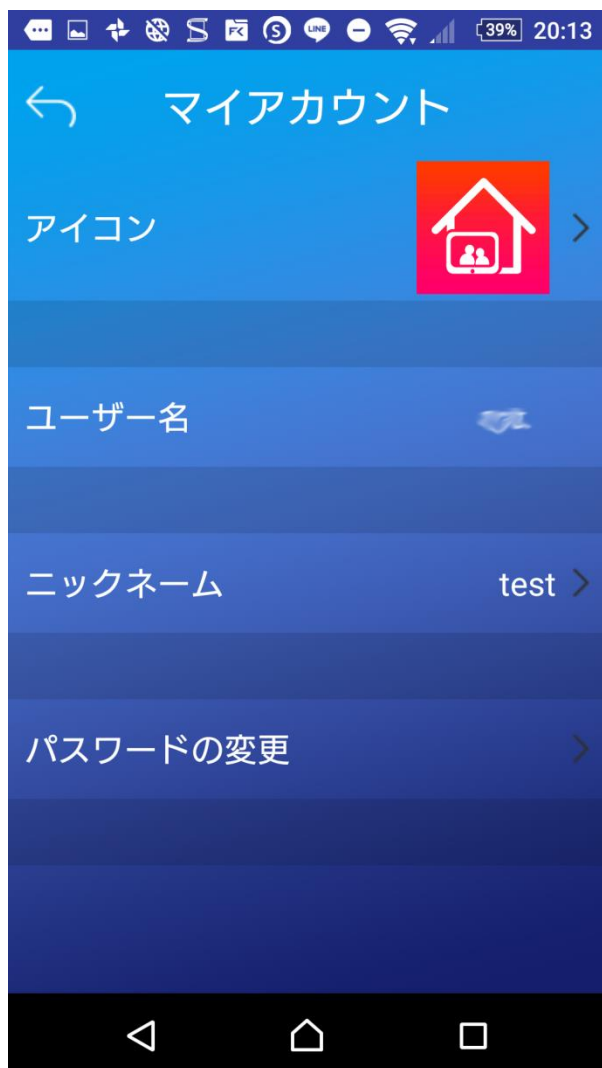 39% 20:13
マイアカウント
アイコン
ユーザー名
ニックネーム test
パスワードの変更